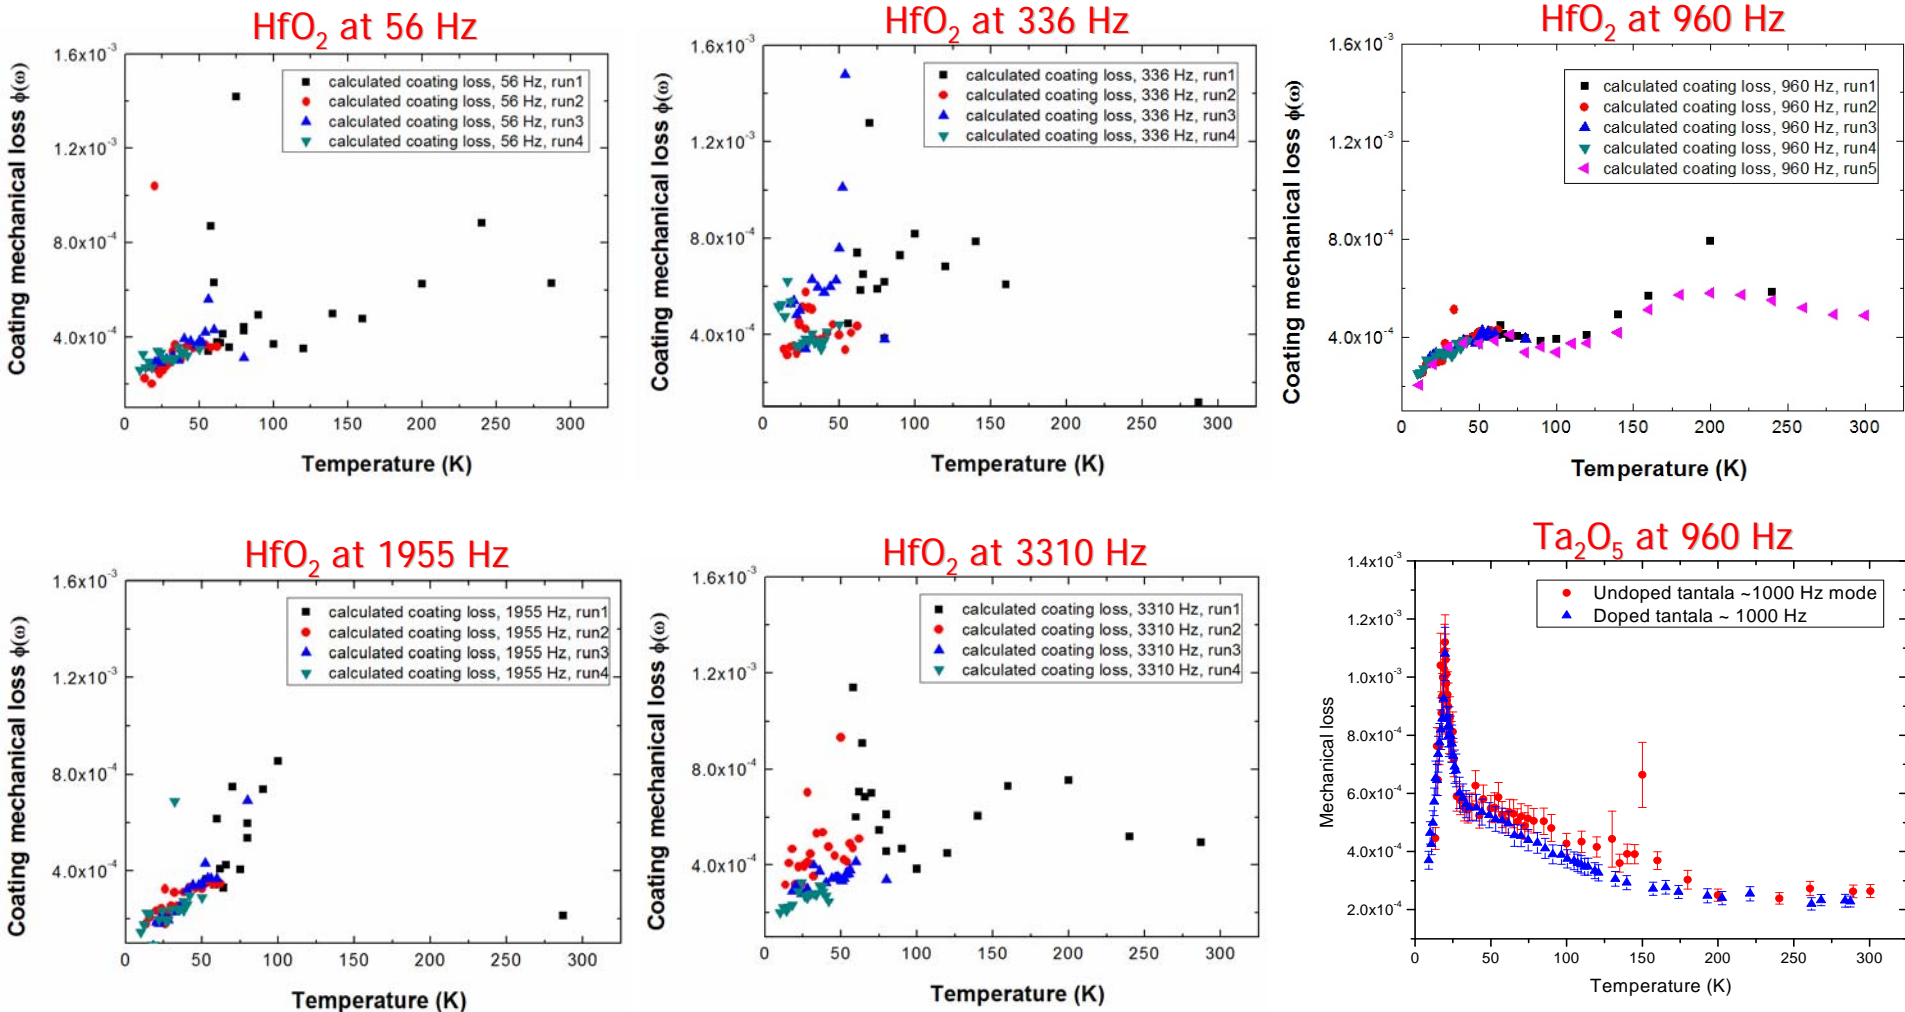 HfO₂ at 56 Hz
1.6x10⁻³
1.2x10⁻³
8.0x10⁻⁴
4.0x10⁻⁴
Coating mechanical loss ϕ(ω)
calculated coating loss, 56 Hz, run1
calculated coating loss, 56 Hz, run2
calculated coating loss, 56 Hz, run3
calculated coating loss, 56 Hz, run4
0 50 100 150 200 250 300
Temperature (K)
HfO₂ at 336 Hz
1.6x10⁻³
1.2x10⁻³
8.0x10⁻⁴
4.0x10⁻⁴
Coating mechanical loss ϕ(ω)
calculated coating loss, 336 Hz, run1
calculated coating loss, 336 Hz, run2
calculated coating loss, 336 Hz, run3
calculated coating loss, 336 Hz, run4
0 50 100 150 200 250 300
Temperature (K)
HfO₂ at 960 Hz
1.6x10⁻³
1.2x10⁻³
8.0x10⁻⁴
4.0x10⁻⁴
Coating mechanical loss ϕ(ω)
calculated coating loss, 960 Hz, run1
calculated coating loss, 960 Hz, run2
calculated coating loss, 960 Hz, run3
calculated coating loss, 960 Hz, run4
calculated coating loss, 960 Hz, run5
0 50 100 150 200 250 300
Temperature (K)
HfO₂ at 1955 Hz
1.6x10⁻³
1.2x10⁻³
8.0x10⁻⁴
4.0x10⁻⁴
Coating mechanical loss ϕ(ω)
calculated coating loss, 1955 Hz, run1
calculated coating loss, 1955 Hz, run2
calculated coating loss, 1955 Hz, run3
calculated coating loss, 1955 Hz, run4
0 50 100 150 200 250 300
Temperature (K)
HfO₂ at 3310 Hz
1.6x10⁻³
1.2x10⁻³
8.0x10⁻⁴
4.0x10⁻⁴
Coating mechanical loss ϕ(ω)
calculated coating loss, 3310 Hz, run1
calculated coating loss, 3310 Hz, run2
calculated coating loss, 3310 Hz, run3
calculated coating loss, 3310 Hz, run4
0 50 100 150 200 250 300
Temperature (K)
Ta₂O₅ at 960 Hz
1.4x10⁻³
1.2x10⁻³
1.0x10⁻³
8.0x10⁻⁴
6.0x10⁻⁴
4.0x10⁻⁴
2.0x10⁻⁴
Mechanical loss
Undoped tantala ~1000 Hz mode
Doped tantala ~ 1000 Hz
0 50 100 150 200 250 300
Temperature (K)